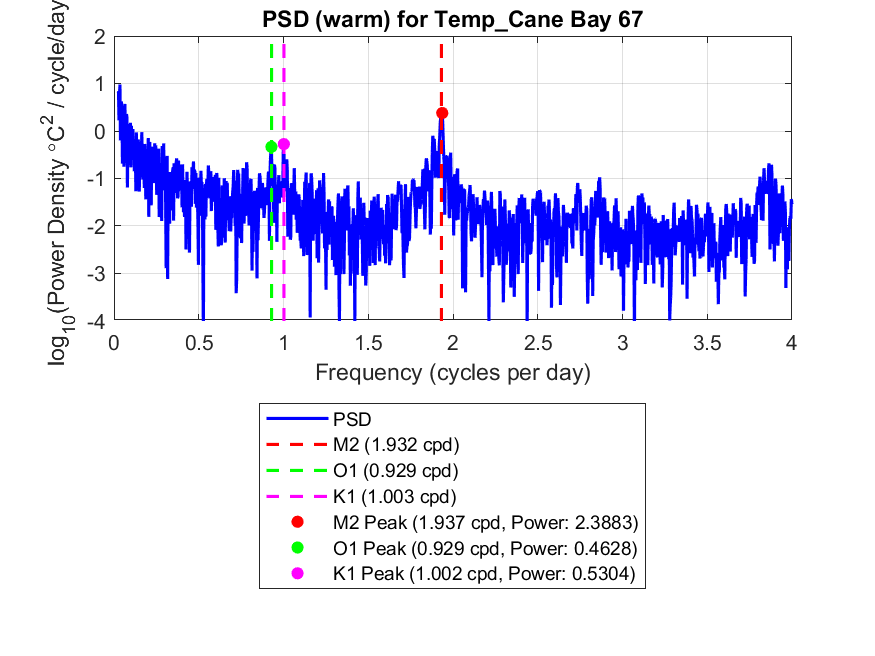 PSD (warm) for Temp_Cane Bay 67
log10(Power Density °C2 / cycle/day
2
1
0
-1
-2
-3
-4
0
0.5
1
1.5
2
2.5
3
3.5
4
Frequency (cycles per day)
PSD
M2 (1.932 cpd)
O1 (0.929 cpd)
K1 (1.003 cpd)
M2 Peak (1.937 cpd, Power: 2.3883)
O1 Peak (0.929 cpd, Power: 0.4628)
K1 Peak (1.002 cpd, Power: 0.5304)